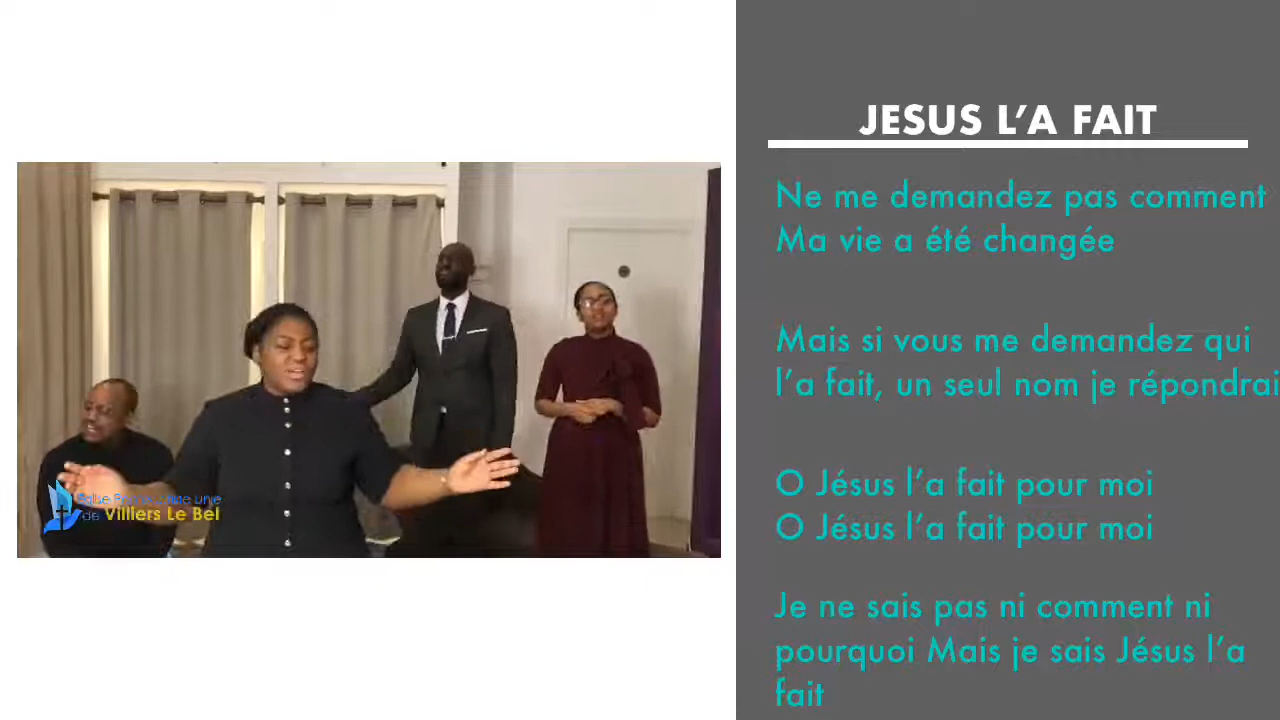 JESUS L’A FAIT
Ne me demandez pas comment
Ma vie a été changée
Mais si vous me demandez qui
l’a fait, un seul nom je répondrai
O Jésus l’a fait pour moi
O Jésus l’a fait pour moi
Je ne sais pas ni comment ni
pourquoi Mais je sais Jésus l’a
fait
de Villiers Le Bel